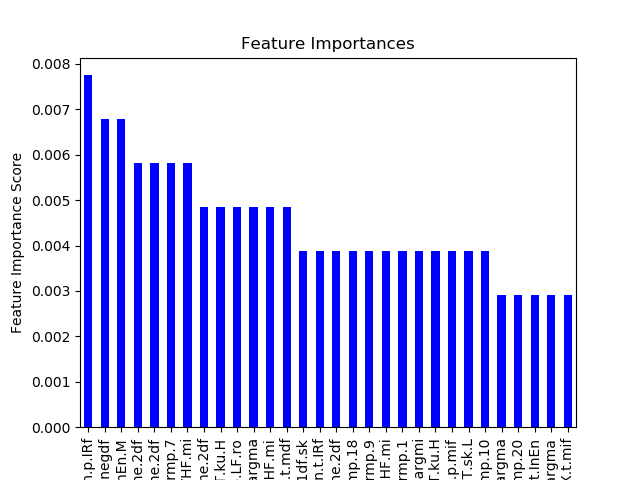 Feature Importances
Feature Importance Score
0.008
0.007
0.006
0.005
0.004
0.003
0.002
0.001
0.000
n.p.lRf
negdf
nEn.M
ne.2df
ne.2df
rmp.7
HF.mi
ne.2df
T.ku.H
.LF.ro
argma
HF.mi
.t.mdf
1df.sk
n.t.lRf
ne.2df
mp.18
rmp.9
HF.mi
rmp.1
argmi
T.ku.H
.p.mif
T.sk.L
mp.10
argma
mp.20
t.lnEn
argma
X.t.mif